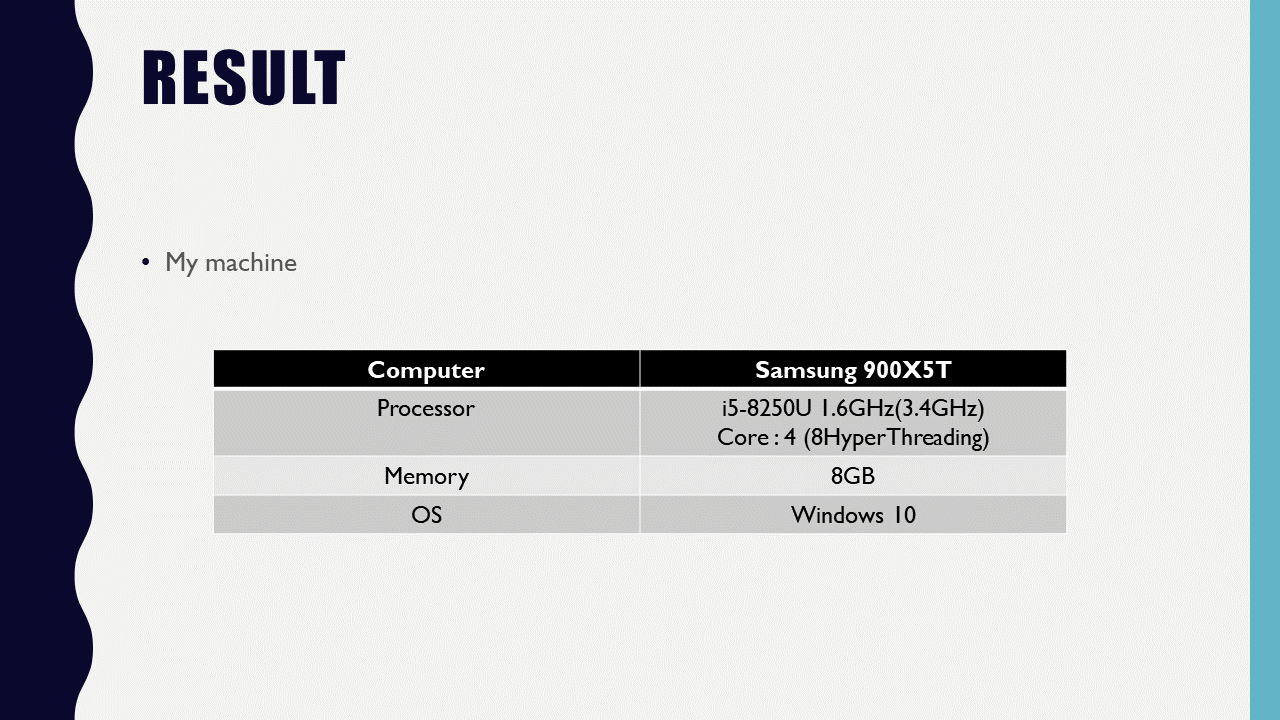 RESULT
• My machine
Computer Samsung 900X5T
Processor i5-8250U 1.6GHz(3.4GHz)
Core : 4 (8HyperThreading)
Memory 8GB
OS Windows 10